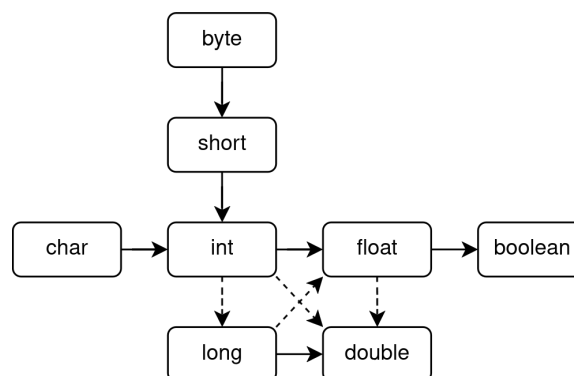 byte
short
char
int
float
boolean
long
double